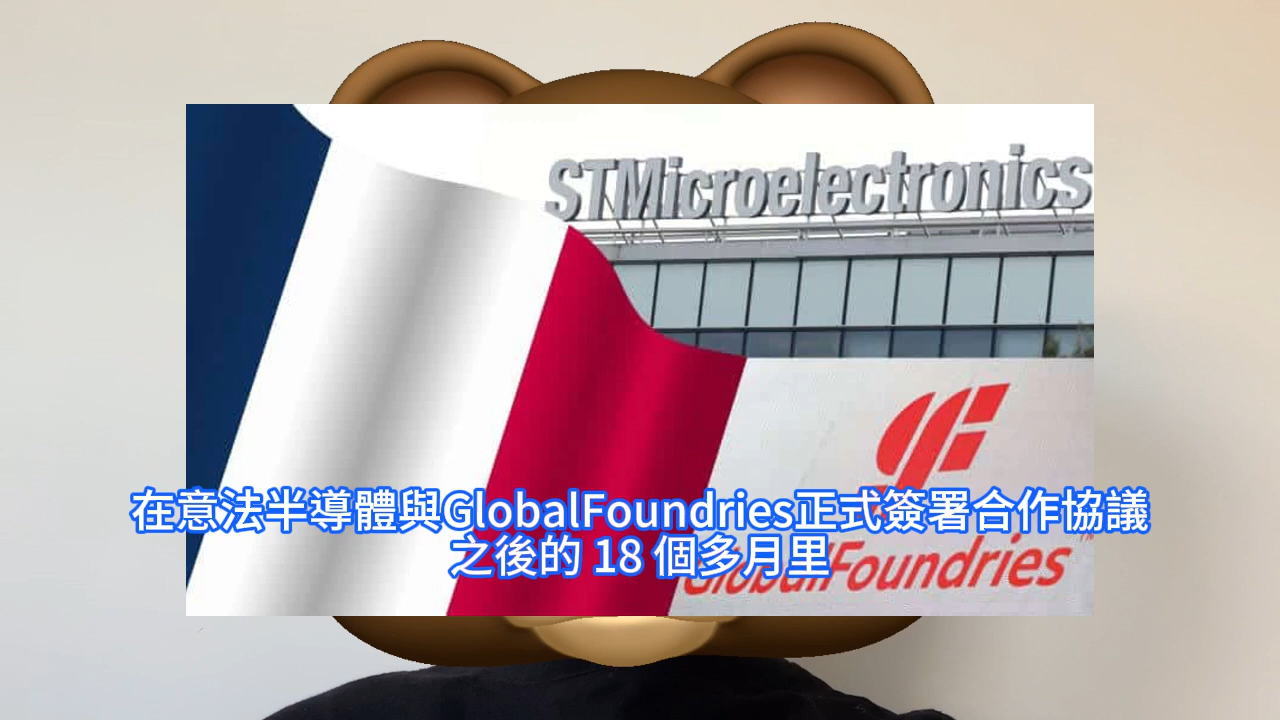 STMicroelectronics
在意法半導體與GlobalFoundries正式簽署合作協議
之後的 18 個多月里
GlobalFoundries